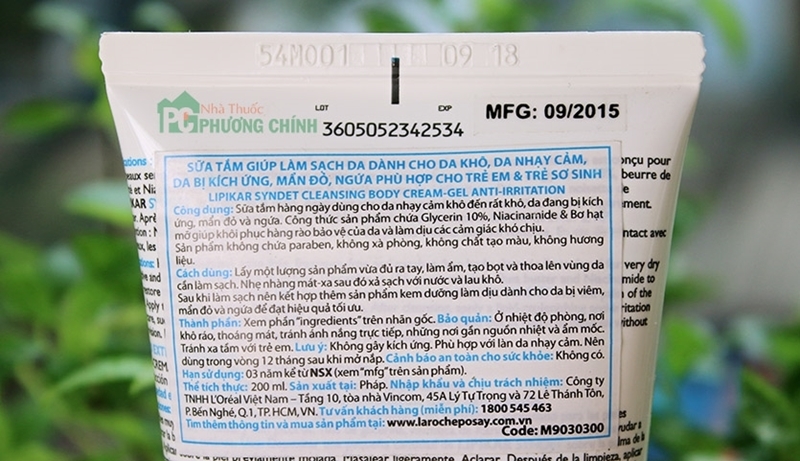 54M001 09 18
Nhà Thuốc
PC PHƯƠNG CHÍNH
LOT EXP
3605052342534
MFG: 09/2015
SỮA TẮM GIÚP LÀM SẠCH DA DÀNH CHO DA KHÔ, DA NHẠY CẢM,
DA BỊ KÍCH ỨNG, MẨN ĐỎ, NGỨA PHÙ HỢP CHO TRẺ EM & TRẺ SƠ SINH
LIPIKAR SYNDET CLEANSING BODY CREAM-GEL ANTI-IRRITATION
Công dụng: Sữa tắm hàng ngày dùng cho da nhạy cảm khô đến rất khô, da đang bị kích
ứng, mẩn đỏ và ngứa. Công thức sản phẩm chứa Glycerin 10%, Niacinamide & Bơ hạt
mỡ giúp khôi phục hàng rào bảo vệ của da và làm dịu các cảm giác khó chịu.
Sản phẩm không chứa paraben, không xà phòng, không chất tạo màu, không hương
liệu.
Cách dùng: Lấy một lượng sản phẩm vừa đủ ra tay, làm ẩm, tạo bọt và thoa lên vùng da
cần làm sạch. Nhẹ nhàng mát-xa sau đó xả sạch với nước và lau khô.
Sau khi làm sạch nên kết hợp thêm sản phẩm kem dưỡng làm dịu dành cho da bị viêm,
mẩn đỏ và ngứa để đạt hiệu quả tối ưu.
Thành phần: Xem phần "ingredients" trên nhãn gốc. Bảo quản: Ở nhiệt độ phòng, nơi
khô ráo, thoáng mát, tránh ánh nắng trực tiếp, những nơi gần nguồn nhiệt và ẩm mốc.
Tránh xa tầm với trẻ em. Lưu ý: Không gây kích ứng. Phù hợp với làn da nhạy cảm. Nên
dùng trong vòng 12 tháng sau khi mở nắp. Cảnh báo an toàn cho sức khỏe: Không có.
Hạn sử dụng: 03 năm kể từ NSX (xem "mfg" trên sản phẩm).
Thể tích thực: 200 ml. Sản xuất tại: Pháp. Nhập khẩu và chịu trách nhiệm: Công ty
TNHH L'Oréal Việt Nam – Tầng 10, tòa nhà Vincom, 45A Lý Tự Trọng và 72 Lê Thánh Tôn,
P. Bến Nghé, Q.1, TP. HCM, VN. Tư vấn khách hàng (miễn phí): 1800 545 463
Tìm thêm thông tin và mua sản phẩm tại: www.larocheposay.com.vn
Code: M9030300